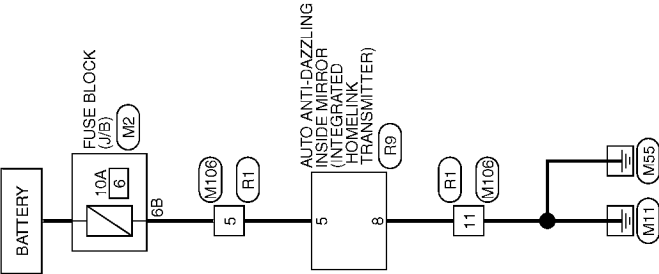 BATTERY
FUSE BLOCK
(J/B)
M2
10A
6
6B
M106
R1
5
AUTO ANTI-DAZZLING
INSIDE MIRROR
(INTEGRATED
HOMELINK
TRANSMITTER)
R9
5
8
R1
M106
11
M55
M11